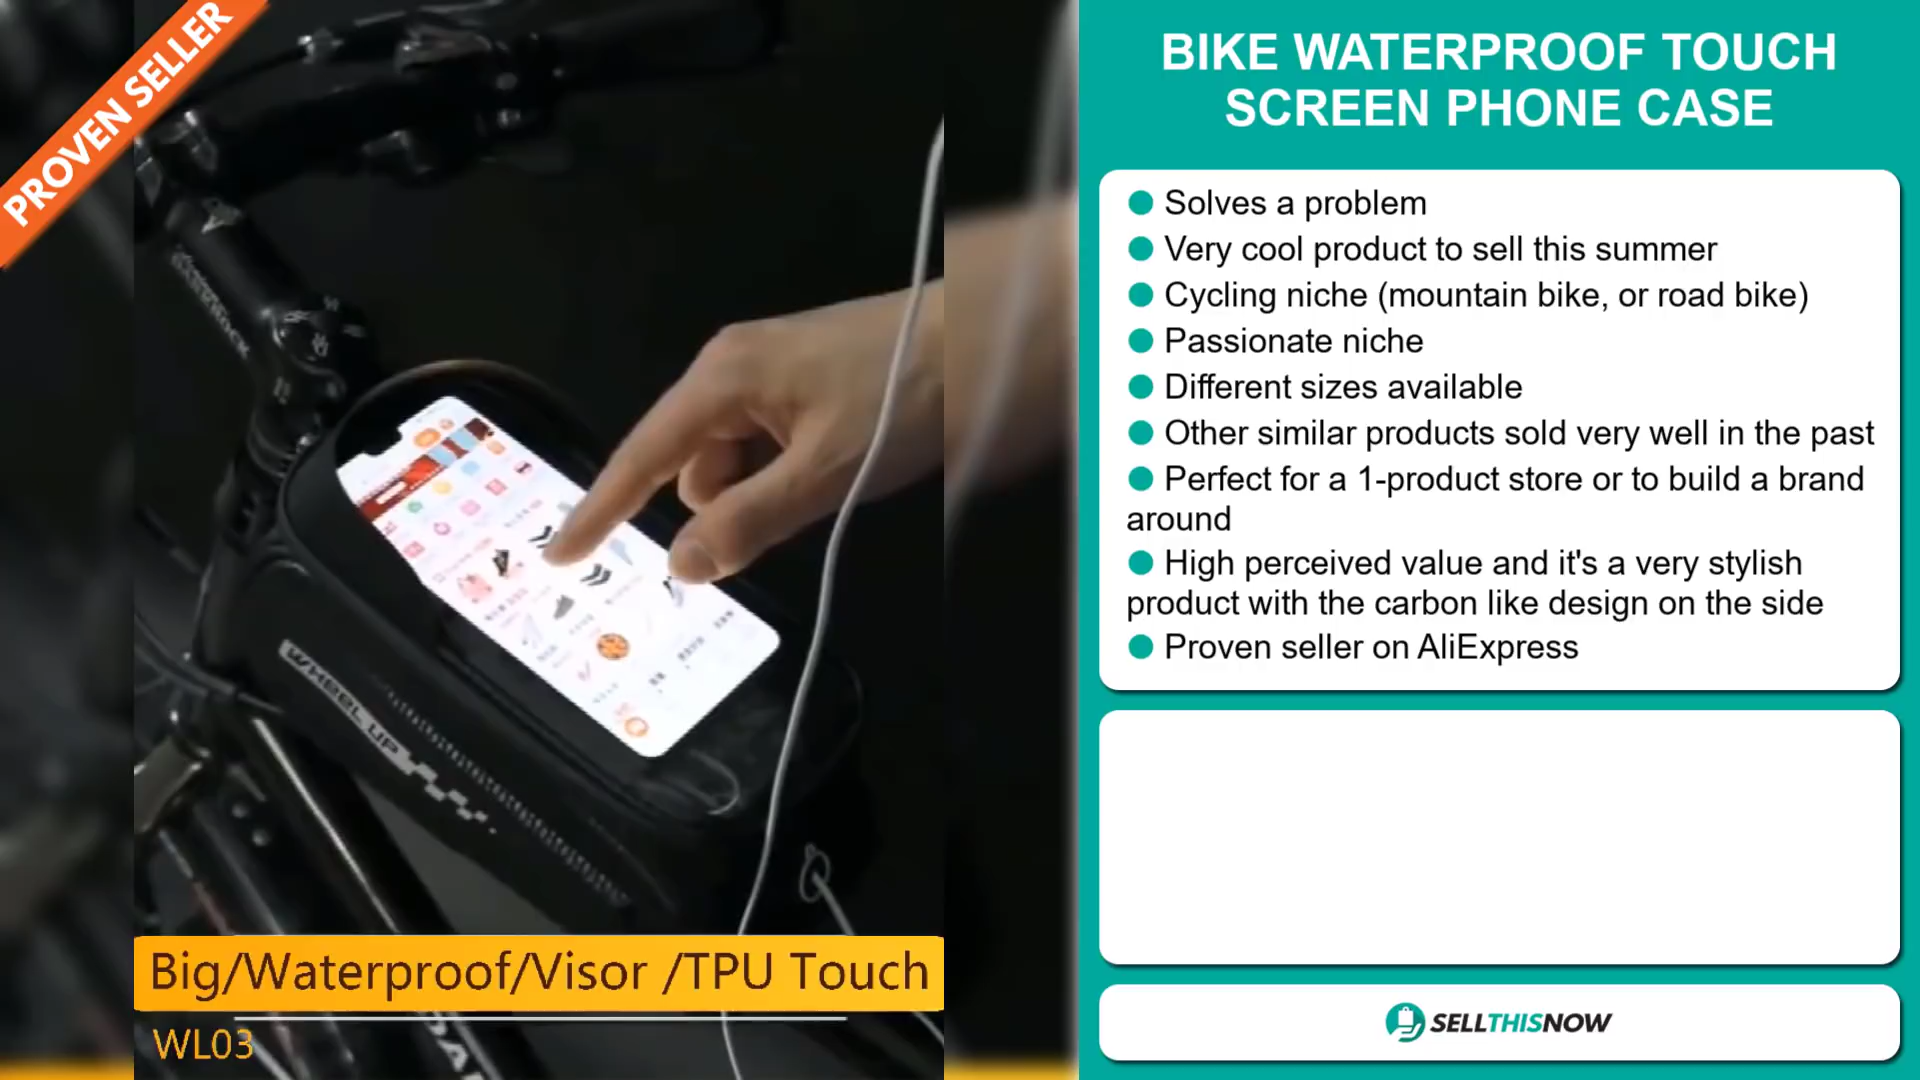 PROVEN SELLER
WHEEL UP
Big/Waterproof/Visor /TPU Touch
WL03
BIKE WATERPROOF TOUCH
SCREEN PHONE CASE
● Solves a problem
● Very cool product to sell this summer
● Cycling niche (mountain bike, or road bike)
● Passionate niche
● Different sizes available
● Other similar products sold very well in the past
● Perfect for a 1-product store or to build a brand
around
● High perceived value and it's a very stylish
product with the carbon like design on the side
● Proven seller on AliExpress
SELLTHISNOW